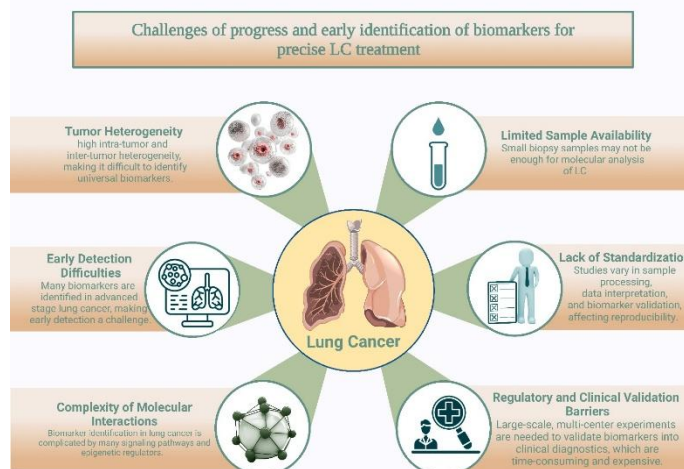 Challenges of progress and early identification of biomarkers for
precise LC treatment
Tumor Heterogeneity
high intra-tumor and
inter-tumor heterogeneity,
making it difficult to identify
universal biomarkers.
Limited Sample Availability
Small biopsy samples may not be
enough for molecular analysis
of LC
Early Detection
Difficulties
Many biomarkers are
identified in advanced
stage lung cancer, making
early detection a challenge.
Lack of Standardizatio
Studies vary in sample
processing,
data interpretation,
and biomarker validation,
affecting reproducibility.
Lung Cancer
Complexity of Molecular
Interactions
Biomarker identification in lung cancer is
complicated by many signaling pathways and
epigenetic regulators.
Regulatory and Clinical Validation
Barriers
Large-scale, multi-center experiments
are needed to validate biomarkers into
clinical diagnostics, which are
time-consuming and expensive.